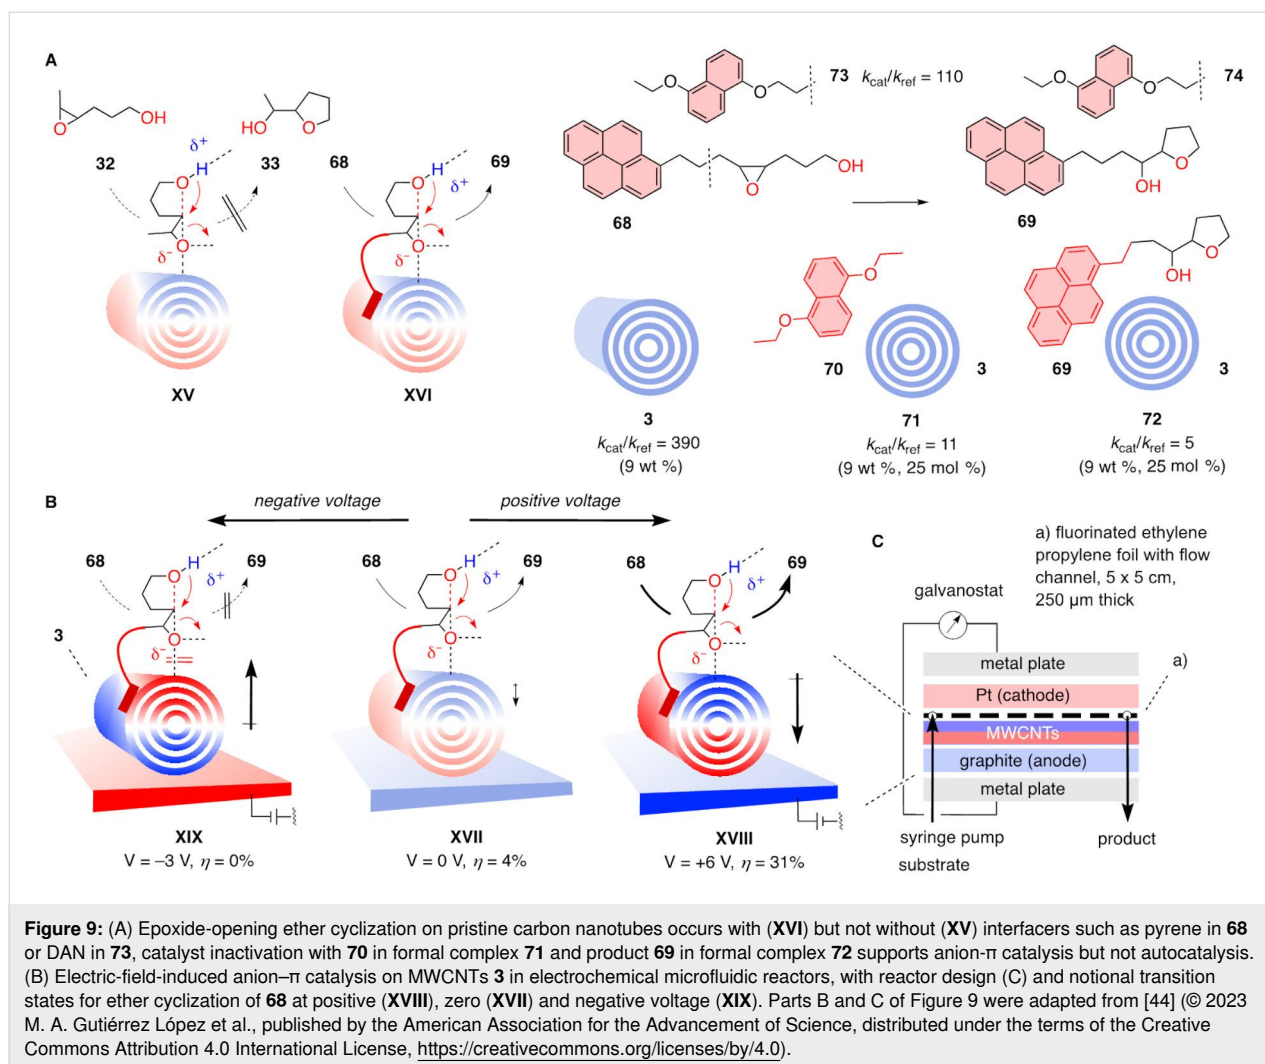 A
32
33
HO
O
OH
HO
O
δ+
O
H
O
δ−
XV
68
69
O
H
δ+
O
δ−
XVI
O
O
73 kcat/kref = 110
O
O
74
O
OH
68
OH
O
69
3
kcat/kref = 390
(9 wt %)
O
O
70
3
71
kcat/kref = 11
(9 wt %, 25 mol %)
OH
O
69
3
72
kcat/kref = 5
(9 wt %, 25 mol %)
B
negative voltage
positive voltage
68
69
3
O
H
δ+
O
δ−
XIX
V = −3 V, η = 0%
68
69
O
H
δ+
O
δ−
XVII
V = 0 V, η = 4%
68
69
O
H
δ+
O
δ−
XVIII
V = +6 V, η = 31%
C
a) fluorinated ethylene
propylene foil with flow
channel, 5 x 5 cm,
250 μm thick
galvanostat
a)
metal plate
Pt (cathode)
MWCNTs
graphite (anode)
metal plate
syringe pump
substrate
product
Figure 9: (A) Epoxide-opening ether cyclization on pristine carbon nanotubes occurs with (XVI) but not without (XV) interfacers such as pyrene in 68
or DAN in 73, catalyst inactivation with 70 in formal complex 71 and product 69 in formal complex 72 supports anion-π catalysis but not autocatalysis.
(B) Electric-field-induced anion–π catalysis on MWCNTs 3 in electrochemical microfluidic reactors, with reactor design (C) and notional transition
states for ether cyclization of 68 at positive (XVIII), zero (XVII) and negative voltage (XIX). Parts B and C of Figure 9 were adapted from [44] (© 2023
M. A. Gutiérrez López et al., published by the American Association for the Advancement of Science, distributed under the terms of the Creative
Commons Attribution 4.0 International License, https://creativecommons.org/licenses/by/4.0).